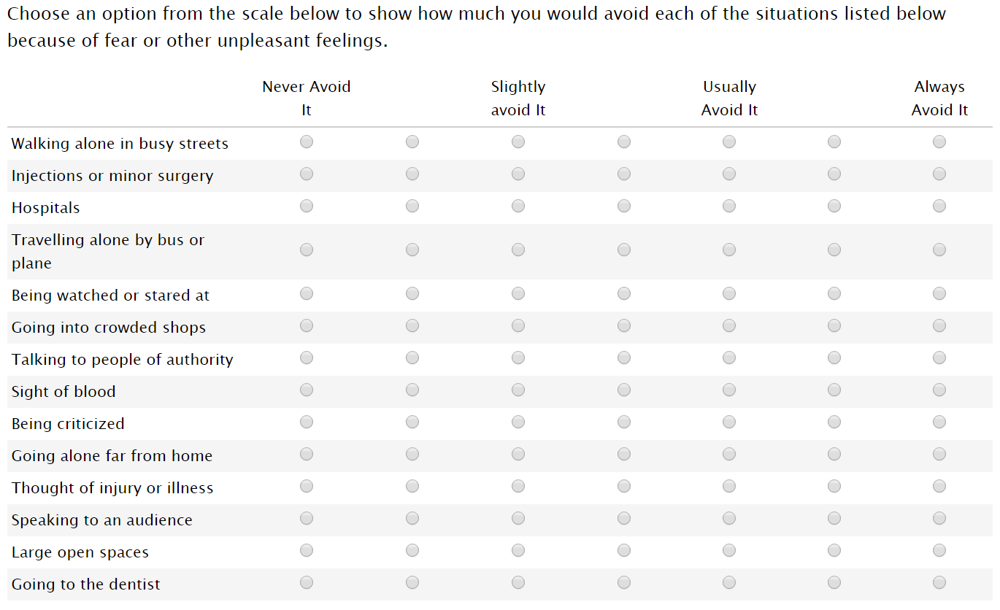 Choose an option from the scale below to show how much you would avoid each of the situations listed below
because of fear or other unpleasant feelings.
Never Avoid It
Slightly avoid It
Usually Avoid It
Always Avoid It
Walking alone in busy streets
Injections or minor surgery
Hospitals
Travelling alone by bus or
plane
Being watched or stared at
Going into crowded shops
Talking to people of authority
Sight of blood
Being criticized
Going alone far from home
Thought of injury or illness
Speaking to an audience
Large open spaces
Going to the dentist